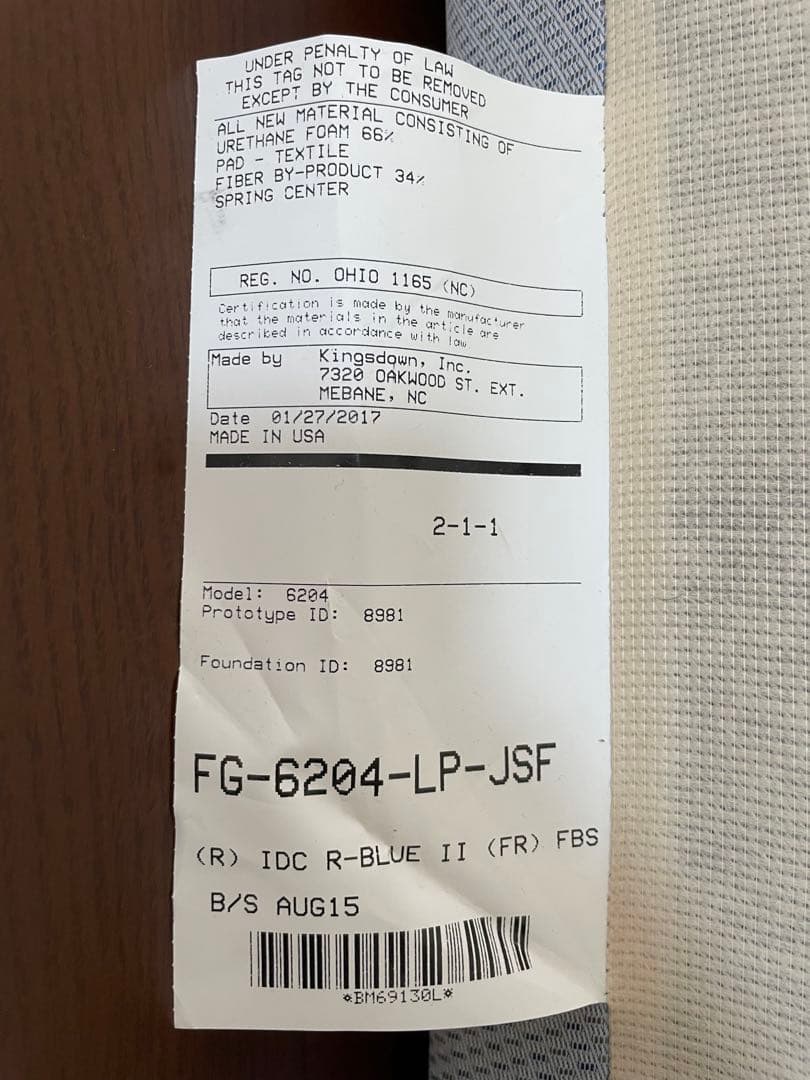 UNDER PENALTY OF LAW
THIS TAG NOT TO BE REMOVED
EXCEPT BY THE CONSUMER
ALL NEW MATERIAL CONSISTING OF
URETHANE FOAM 66%
PAD - TEXTILE
FIBER BY-PRODUCT 34%
SPRING CENTER
REG. NO. OHIO 1165 (NC)
Certification is made by the manufacturer
that the materials in the article are
described in accordance with law
Made by Kingsdown, Inc.
7320 OAKWOOD ST. EXT.
MEBANE, NC
Date 01/27/2017
MADE IN USA
2-1-1
Model: 6204
Prototype ID: 8981
Foundation ID: 8981
FG-6204-LP-JSF
(R) IDC R-BLUE II (FR) FBS
B/S AUG15
*BM69130L*